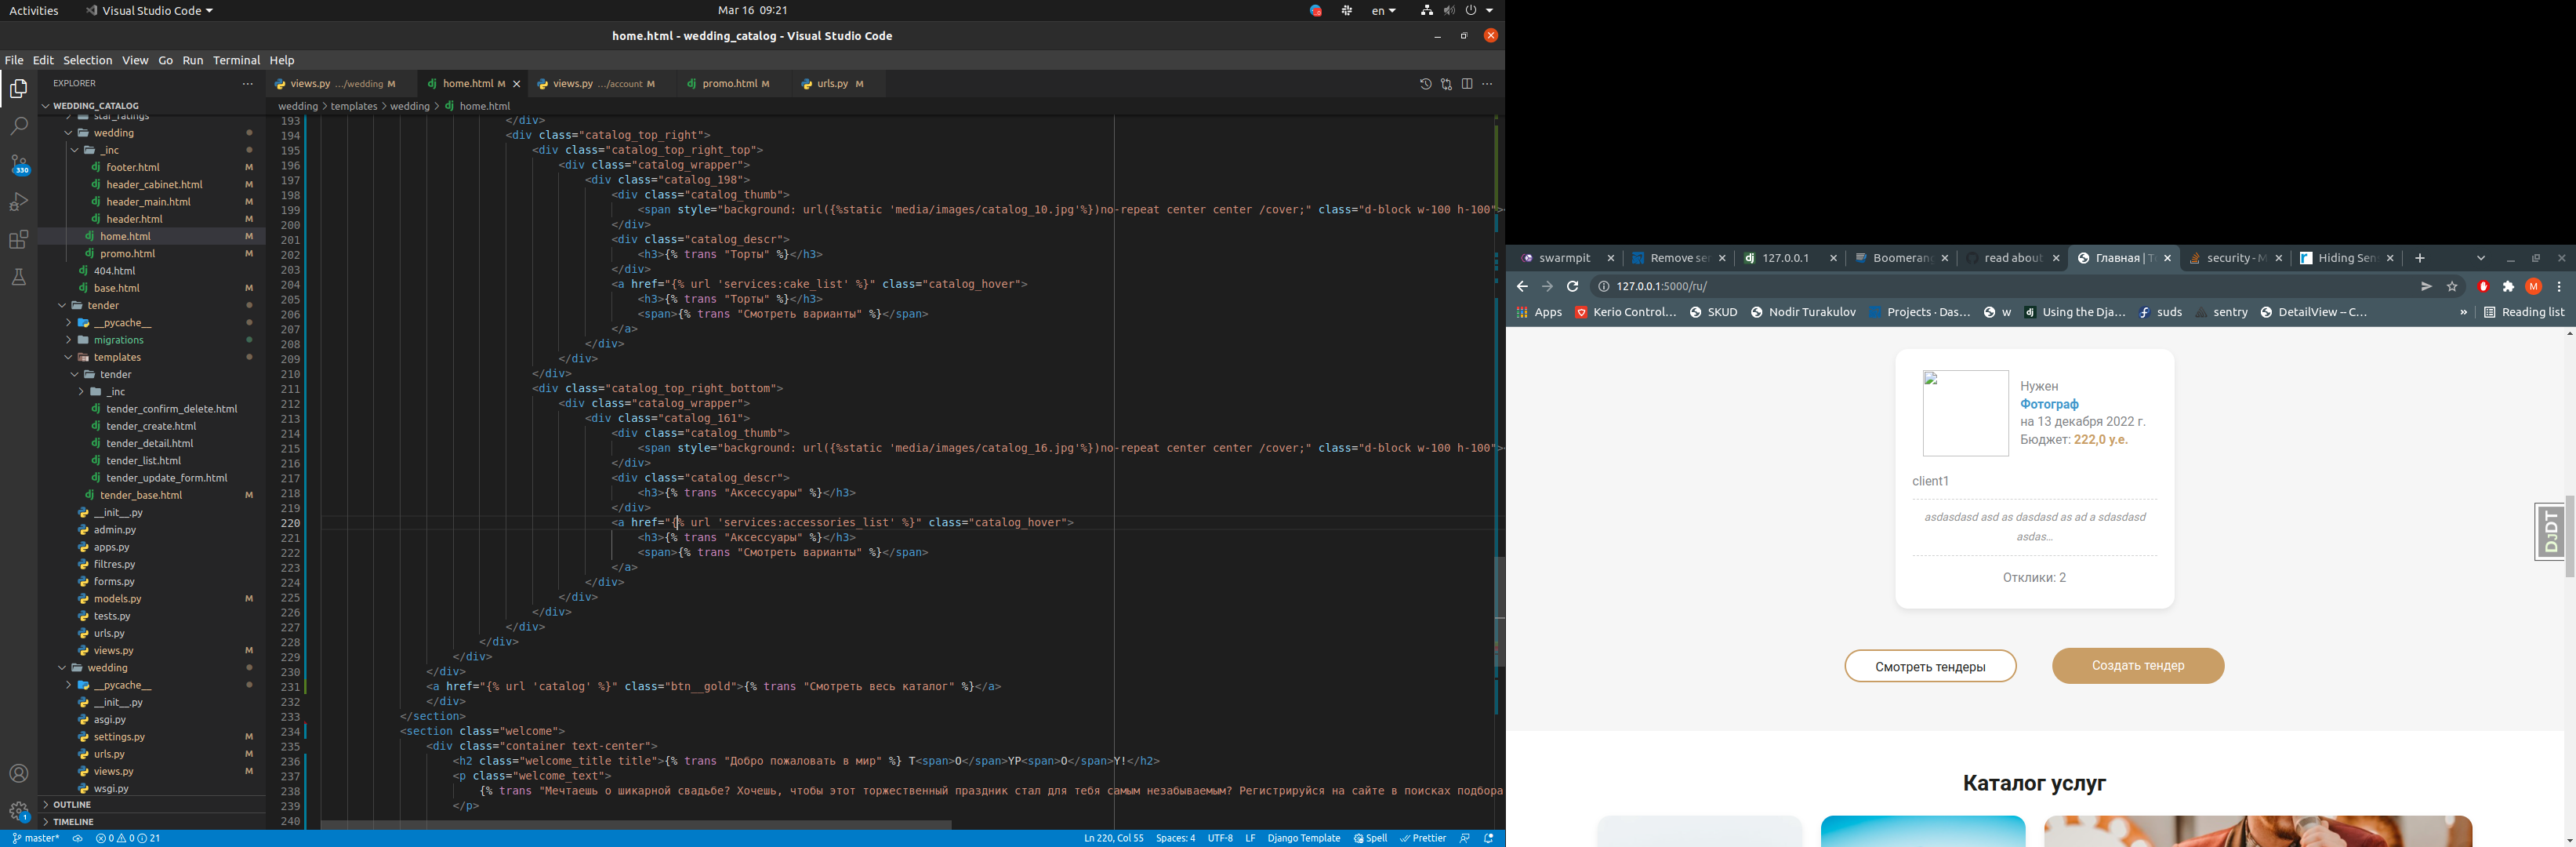 Activities
Visual Studio Code
Mar 16 09:21
en
home.html - wedding_catalog - Visual Studio Code
File Edit Selection View Go Run Terminal Help
EXPLORER
WEDDING_CATALOG
star_ratings
wedding
_inc
footer.html M
header_cabinet.html M
header_main.html M
header.html M
home.html M
promo.html M
404.html
base.html M
tender
__pycache__
migrations
templates
tender
_inc
tender_confirm_delete.html
tender_create.html
tender_detail.html
tender_list.html
tender_update_form.html
tender_base.html M
__init__.py
admin.py
apps.py
filtres.py
forms.py
models.py M
tests.py
urls.py
views.py M
wedding
__pycache__
__init__.py
asgi.py
settings.py M
urls.py M
views.py M
wsgi.py
OUTLINE
TIMELINE
330
1
views.py .../wedding M
home.html M
views.py .../account M
promo.html M
urls.py M
wedding > templates > wedding > home.html
193 </div>
194 <div class="catalog_top_right">
195 <div class="catalog_top_right_top">
196 <div class="catalog_wrapper">
197 <div class="catalog_198">
198 <div class="catalog_thumb">
199 <span style="background: url({%static 'media/images/catalog_10.jpg'%})no-repeat center center /cover;" class="d-block w-100 h-100">
200 </div>
201 <div class="catalog_descr">
202 <h3>{% trans "Торты" %}</h3>
203 </div>
204 <a href="{% url 'services:cake_list' %}" class="catalog_hover">
205 <h3>{% trans "Торты" %}</h3>
206 <span>{% trans "Смотреть варианты" %}</span>
207 </a>
208 </div>
209 </div>
210 </div>
211 <div class="catalog_top_right_bottom">
212 <div class="catalog_wrapper">
213 <div class="catalog_161">
214 <div class="catalog_thumb">
215 <span style="background: url({%static 'media/images/catalog_16.jpg'%})no-repeat center center /cover;" class="d-block w-100 h-100">
216 </div>
217 <div class="catalog_descr">
218 <h3>{% trans "Аксессуары" %}</h3>
219 </div>
220 <a href="{% url 'services:accessories_list' %}" class="catalog_hover">
221 <h3>{% trans "Аксессуары" %}</h3>
222 <span>{% trans "Смотреть варианты" %}</span>
223 </a>
224 </div>
225 </div>
226 </div>
227 </div>
228 </div>
229 </div>
230 </div>
231 <a href="{% url 'catalog' %}" class="btn__gold">{% trans "Смотреть весь каталог" %}</a>
232 </div>
233 </section>
234 <section class="welcome">
235 <div class="container text-center">
236 <h2 class="welcome_title title">{% trans "Добро пожаловать в мир" %} T<span>O</span>YP<span>O</span>Y!</h2>
237 <p class="welcome_text">
238 {% trans "Мечтаешь о шикарной свадьбе? Хочешь, чтобы этот торжественный праздник стал для тебя самым незабываемым? Регистрируйся на сайте в поисках подбора
239 </p>
240
master* 0 0 21
Ln 220, Col 55 Spaces: 4 UTF-8 LF Django Template Spell Prettier
swarmpit
Remove ser
127.0.0.1
Boomerang
read about
Главная | T
security - M
Hiding Sen
127.0.0.1:5000/ru/
M
Apps Kerio Control... SKUD Nodir Turakulov Projects · Das... w Using the Dja... suds sentry DetailView -- C... » Reading list
Нужен
Фотограф
на 13 декабря 2022 г.
Бюджет: 222,0 у.е.
client1
asdasdasd asd as dasdasd as ad a sdasdasd
asdas...
Отклики: 2
Смотреть тендеры
Создать тендер
DJDT
Каталог услуг